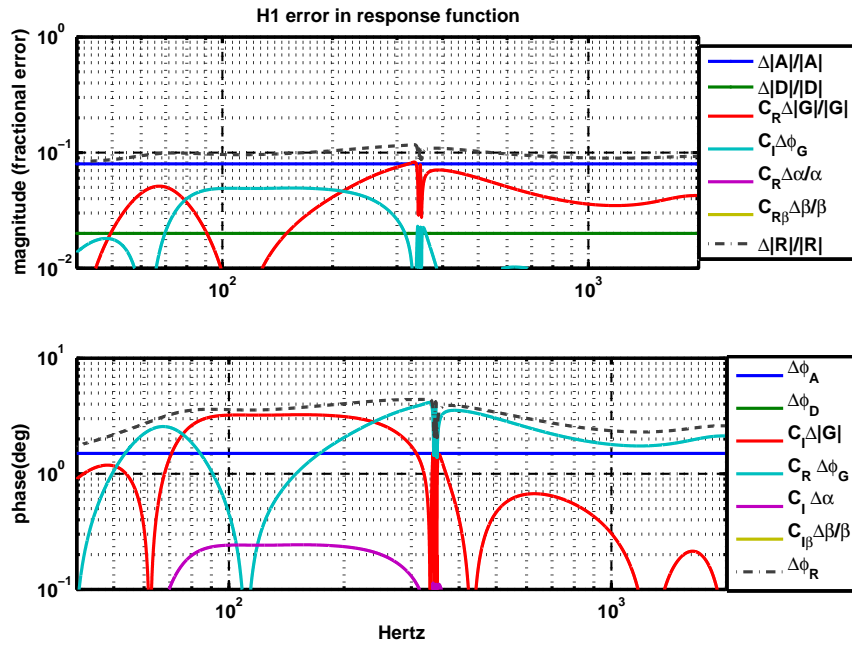 H1 error in response function
magnitude (fractional error)
10^0
10^-1
10^-2
10^2
10^3
Δ|A|/|A|
Δ|D|/|D|
C_R Δ|G|/|G|
C_I Δϕ_G
C_R Δα/α
C_Rβ Δβ/β
Δ|R|/|R|
phase(deg)
10^1
10^0
10^-1
10^2
10^3
Hertz
Δϕ_A
Δϕ_D
C_I Δ|G|
C_R Δϕ_G
C_I Δα
C_Iβ Δβ/β
Δϕ_R